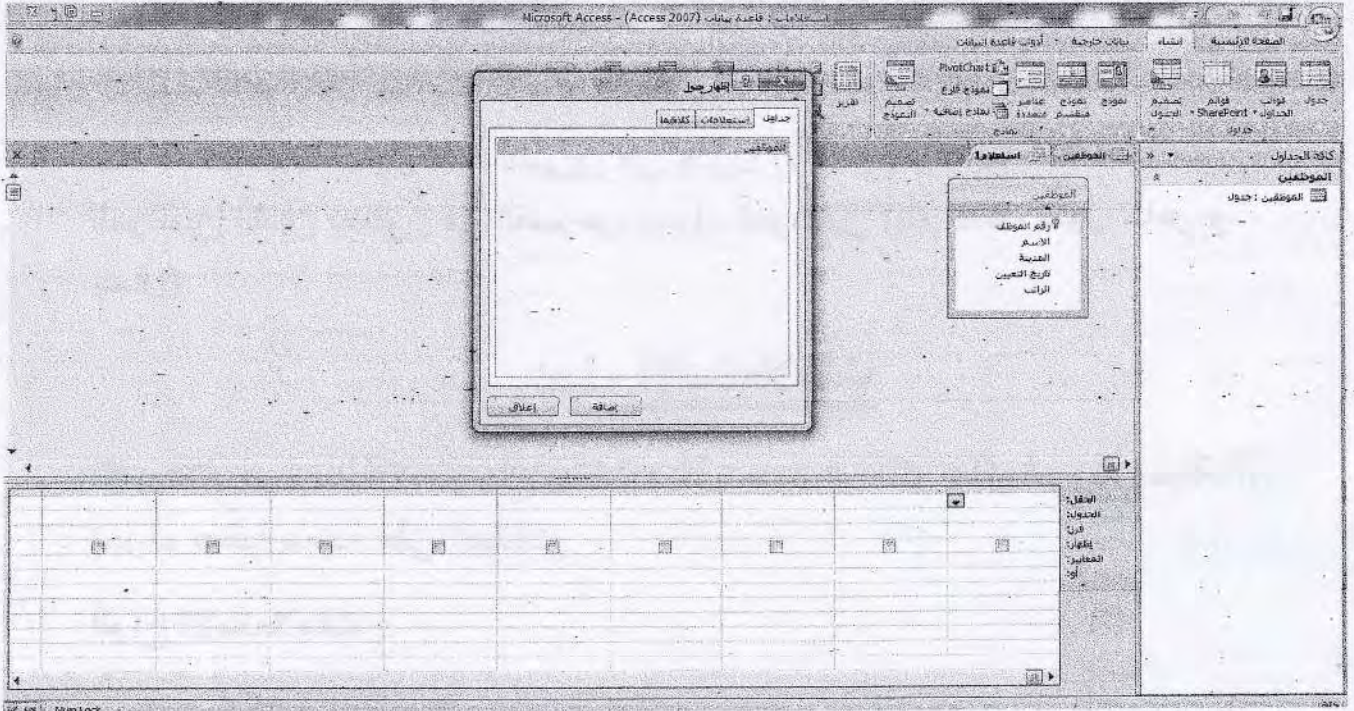 استعلامات : قاعدة بيانات (Access 2007) - Microsoft Access
الصفحة الرئيسية إنشاء بيانات خارجية أدوات قاعدة البيانات
جدول قوالب الجداول قوائم SharePoint تصميم الجدول
جداول
نموذج نموذج منقسم عناصر متعددة PivotChart نموذج فارغ نماذج إضافية تصميم النموذج
نماذج
تقرير
إظهار جدول
جداول استعلامات كلاهما
الموظفين
إضافة إغلاق
كافة الجداول
الموظفين
الموظفين : جدول
الموظفين استعلام1
الموظفين
رقم الموظف
الاسم
المدينة
تاريخ التعيين
الراتب
الحقل:
الجدول:
فرز:
إظهار:
المعايير:
أو:
Num Lock